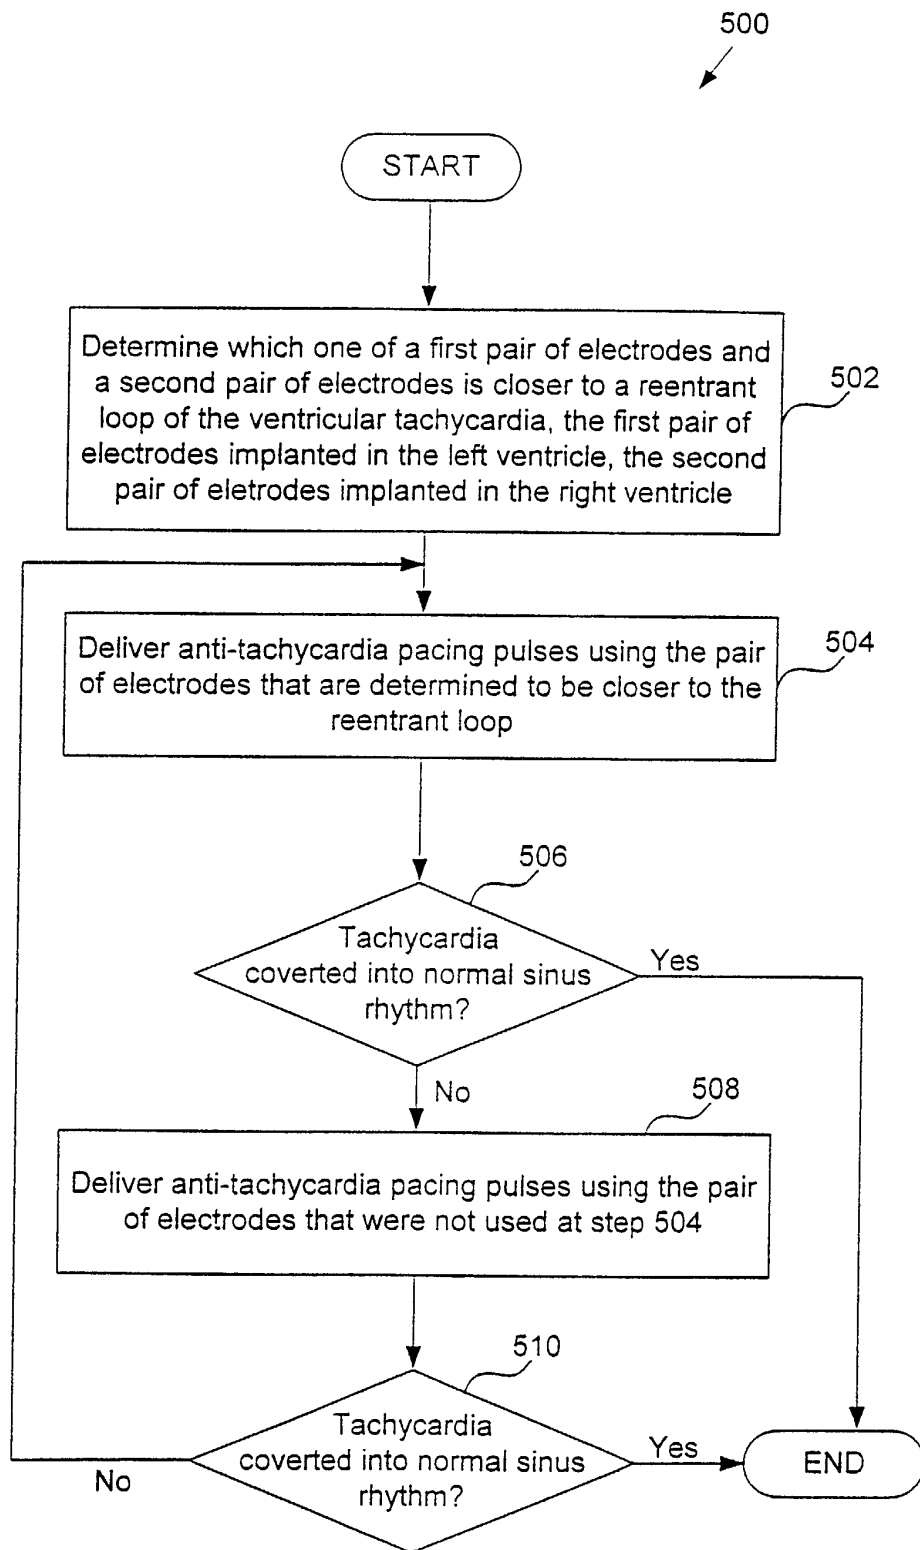 500
START
Determine which one of a first pair of electrodes and
a second pair of electrodes is closer to a reentrant
loop of the ventricular tachycardia, the first pair of
electrodes implanted in the left ventricle, the second
pair of eletrodes implanted in the right ventricle
502
Deliver anti-tachycardia pacing pulses using the pair
of electrodes that are determined to be closer to the
reentrant loop
504
506
Tachycardia
coverted into normal sinus
rhythm?
Yes
No
508
Deliver anti-tachycardia pacing pulses using the pair
of electrodes that were not used at step 504
510
Tachycardia
coverted into normal sinus
rhythm?
Yes
No
END